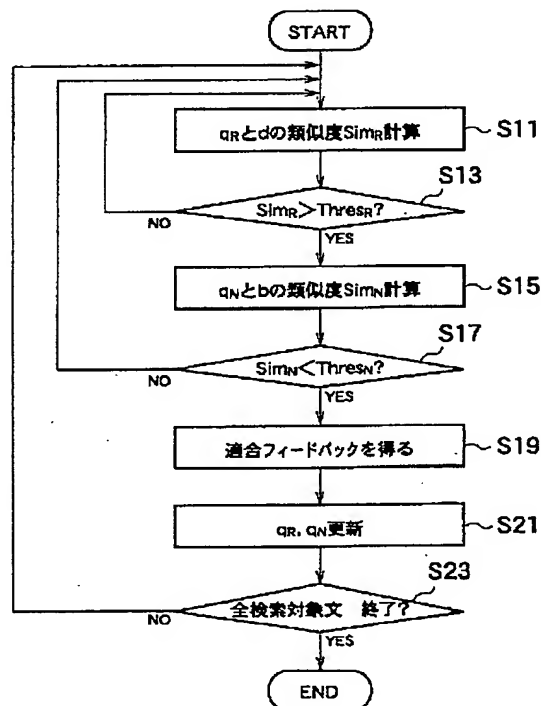 START
qRとdの類似度SimR計算
S11
S13
SimR>ThresR?
NO
YES
qNとbの類似度SimN計算
S15
S17
SimN<ThresN?
NO
YES
適合フィードバックを得る
S19
qR, qN更新
S21
S23
全検索対象文 終了?
NO
YES
END